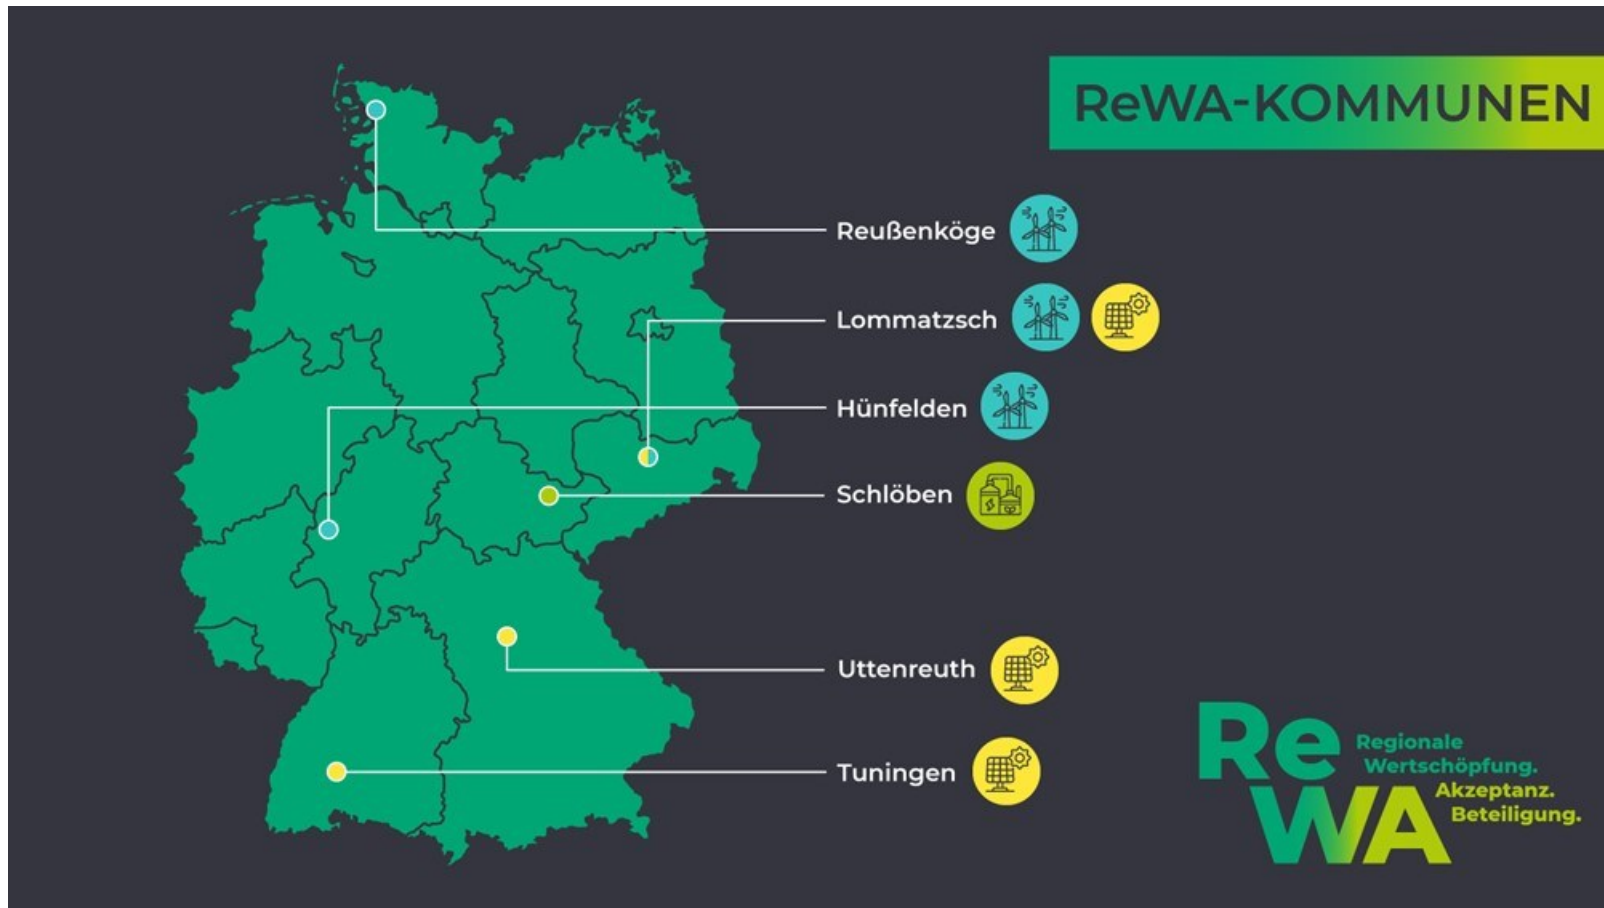 ReWA-KOMMUNEN
Reußenköge
Lommatzsch
Hünfelden
Schlöben
Uttenreuth
Tuningen
Re
WA
Regionale
Wertschöpfung.
Akzeptanz.
Beteiligung.